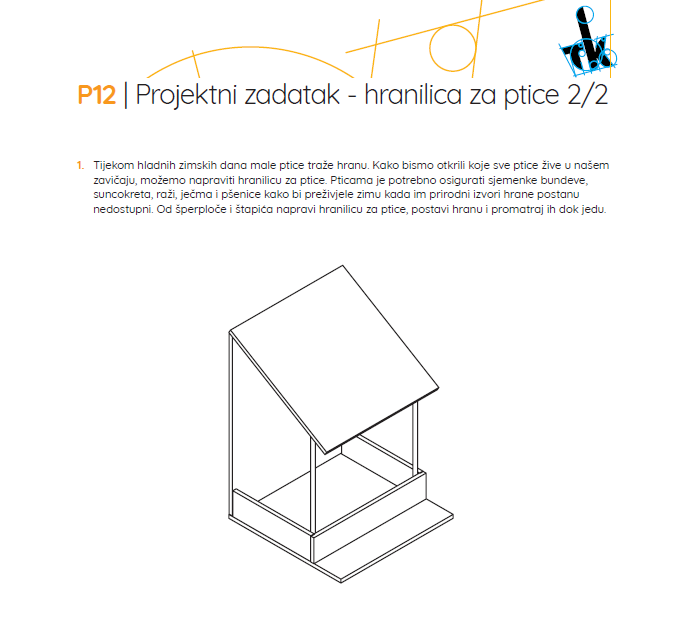 P12 | Projektni zadatak - hranilica za ptice 2/2
1. Tijekom hladnih zimskih dana male ptice traže hranu. Kako bismo otkrili koje sve ptice žive u našem
zavičaju, možemo napraviti hranilicu za ptice. Pticama je potrebno osigurati sjemenke bundeve,
suncokreta, raži, ječma i pšenice kako bi preživjele zimu kada im prirodni izvori hrane postanu
nedostupni. Od šperploče i štapića napravi hranilicu za ptice, postavi hranu i promatraj ih dok jedu.